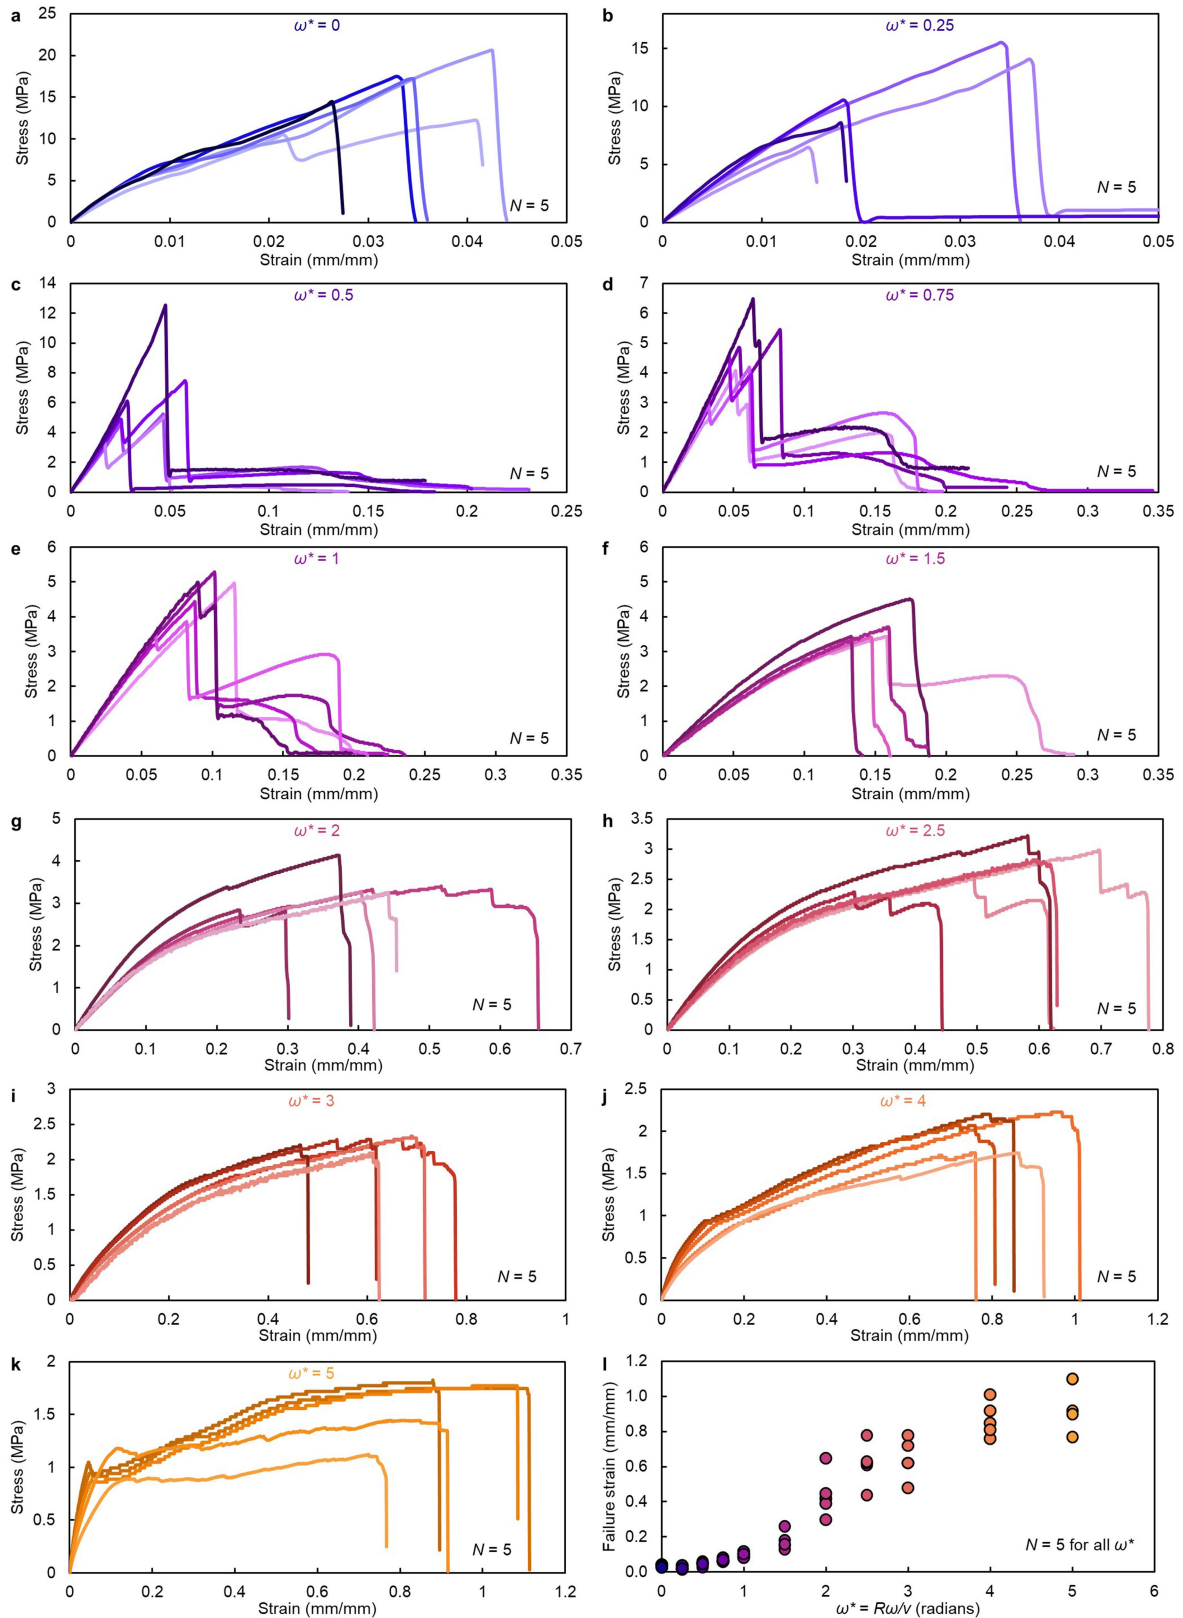 a
ω* = 0
25
20
15
10
5
0
Stress (MPa)
N = 5
0 0.01 0.02 0.03 0.04 0.05
Strain (mm/mm)
b
ω* = 0.25
15
10
5
0
Stress (MPa)
N = 5
0 0.01 0.02 0.03 0.04 0.05
Strain (mm/mm)
c
ω* = 0.5
14
12
10
8
6
4
2
0
Stress (MPa)
N = 5
0 0.05 0.1 0.15 0.2 0.25
Strain (mm/mm)
d
ω* = 0.75
7
6
5
4
3
2
1
0
Stress (MPa)
N = 5
0 0.05 0.1 0.15 0.2 0.25 0.3 0.35
Strain (mm/mm)
e
ω* = 1
6
5
4
3
2
1
0
Stress (MPa)
N = 5
0 0.05 0.1 0.15 0.2 0.25 0.3 0.35
Strain (mm/mm)
f
ω* = 1.5
6
5
4
3
2
1
0
Stress (MPa)
N = 5
0 0.05 0.1 0.15 0.2 0.25 0.3 0.35
Strain (mm/mm)
g
ω* = 2
5
4
3
2
1
0
Stress (MPa)
N = 5
0 0.1 0.2 0.3 0.4 0.5 0.6 0.7
Strain (mm/mm)
h
ω* = 2.5
3.5
3
2.5
2
1.5
1
0.5
0
Stress (MPa)
N = 5
0 0.1 0.2 0.3 0.4 0.5 0.6 0.7 0.8
Strain (mm/mm)
i
ω* = 3
3
2.5
2
1.5
1
0.5
0
Stress (MPa)
N = 5
0 0.2 0.4 0.6 0.8 1
Strain (mm/mm)
j
ω* = 4
2.5
2
1.5
1
0.5
0
Stress (MPa)
N = 5
0 0.2 0.4 0.6 0.8 1 1.2
Strain (mm/mm)
k
ω* = 5
2
1.5
1
0.5
0
Stress (MPa)
N = 5
0 0.2 0.4 0.6 0.8 1 1.2
Strain (mm/mm)
l
1.2
1.0
0.8
0.6
0.4
0.2
0.0
Failure strain (mm/mm)
N = 5 for all ω*
0 1 2 3 4 5 6
ω* = Rω/v (radians)